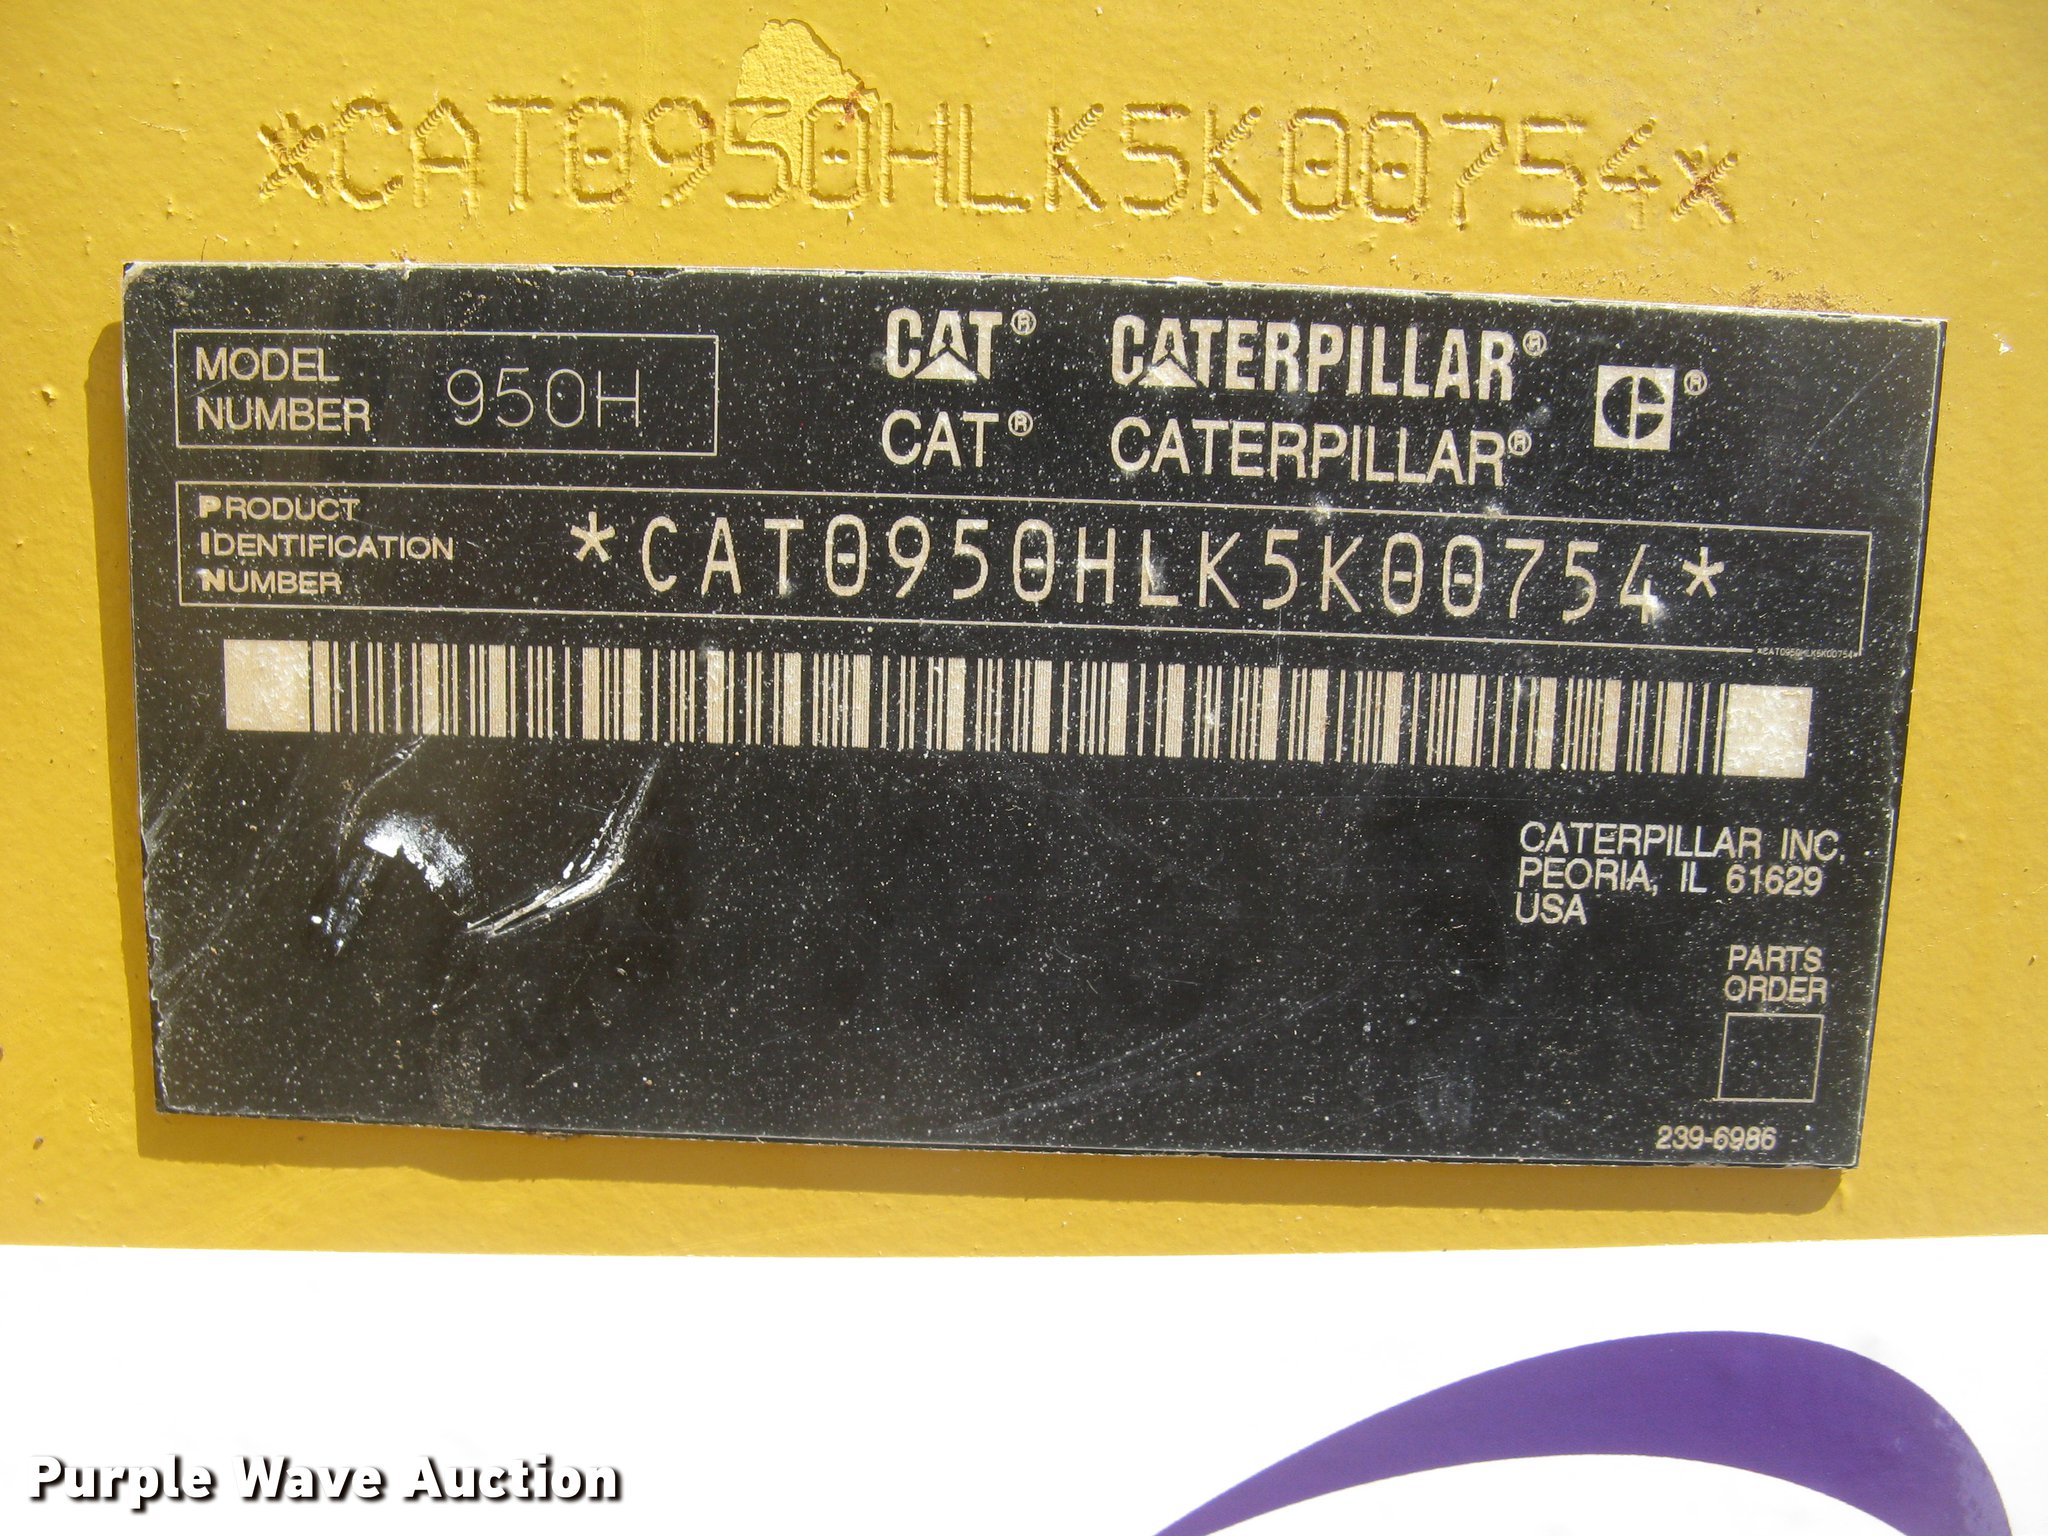 *CAT0950HLK5K00754*
MODEL
NUMBER 950H
CAT® CATERPILLAR® ®
CAT® CATERPILLAR®
PRODUCT
IDENTIFICATION
NUMBER
*CAT0950HLK5K00754*
*CAT0950HLK5K00754*
CATERPILLAR INC.
PEORIA, IL 61629
USA
PARTS
ORDER
239-6986
Purple Wave Auction